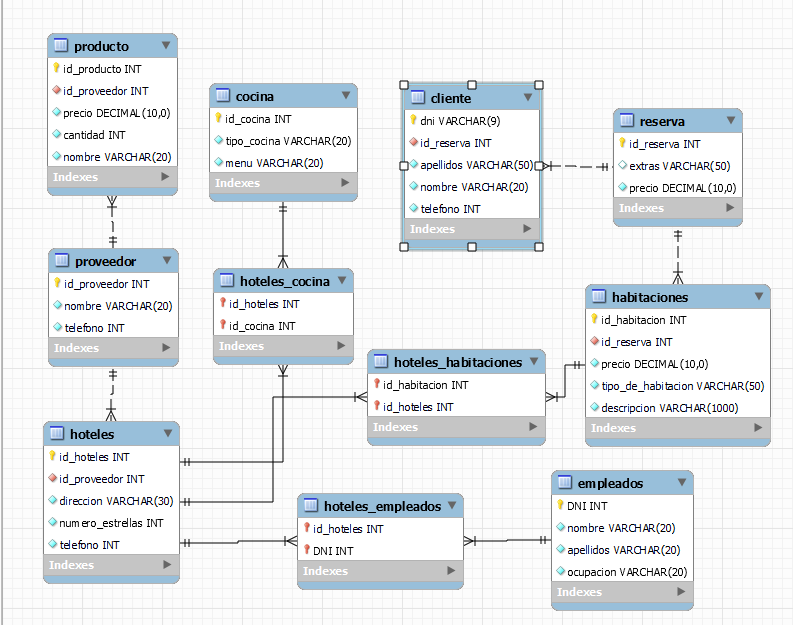 producto
id_producto INT
id_proveedor INT
precio DECIMAL(10,0)
cantidad INT
nombre VARCHAR(20)
Indexes
cocina
id_cocina INT
tipo_cocina VARCHAR(20)
menu VARCHAR(20)
Indexes
cliente
dni VARCHAR(9)
id_reserva INT
apellidos VARCHAR(50)
nombre VARCHAR(20)
telefono INT
Indexes
reserva
id_reserva INT
extras VARCHAR(50)
precio DECIMAL(10,0)
Indexes
proveedor
id_proveedor INT
nombre VARCHAR(20)
telefono INT
Indexes
hoteles_cocina
id_hoteles INT
id_cocina INT
Indexes
habitaciones
id_habitacion INT
id_reserva INT
precio DECIMAL(10,0)
tipo_de_habitacion VARCHAR(50)
descripcion VARCHAR(1000)
Indexes
hoteles_habitaciones
id_habitacion INT
id_hoteles INT
Indexes
hoteles
id_hoteles INT
id_proveedor INT
direccion VARCHAR(30)
numero_estrellas INT
telefono INT
Indexes
hoteles_empleados
id_hoteles INT
DNI INT
Indexes
empleados
DNI INT
nombre VARCHAR(20)
apellidos VARCHAR(20)
ocupacion VARCHAR(20)
Indexes